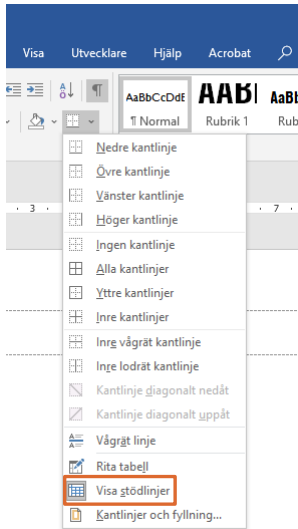 Visa Utvecklare Hjälp Acrobat
AaBbCcDdE AABI AaBb
¶ Normal Rubrik 1 Rub
Nedre kantlinje
Övre kantlinje
Vänster kantlinje
3 Höger kantlinje 7
Ingen kantlinje
Alla kantlinjer
Yttre kantlinjer
Inre kantlinjer
Inre vågrät kantlinje
Inre lodrät kantlinje
Kantlinje diagonalt nedåt
Kantlinje diagonalt uppåt
Vågrät linje
Rita tabell
Visa stödlinjer
Kantlinjer och fyllning...